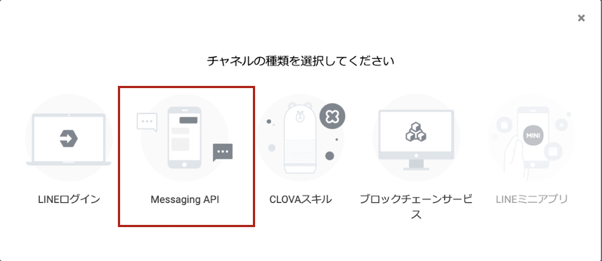 チャネルの種類を選択してください
LINEログイン
Messaging API
CLOVAスキル
ブロックチェーンサービ
ス
MINI
LINEミニアプリ